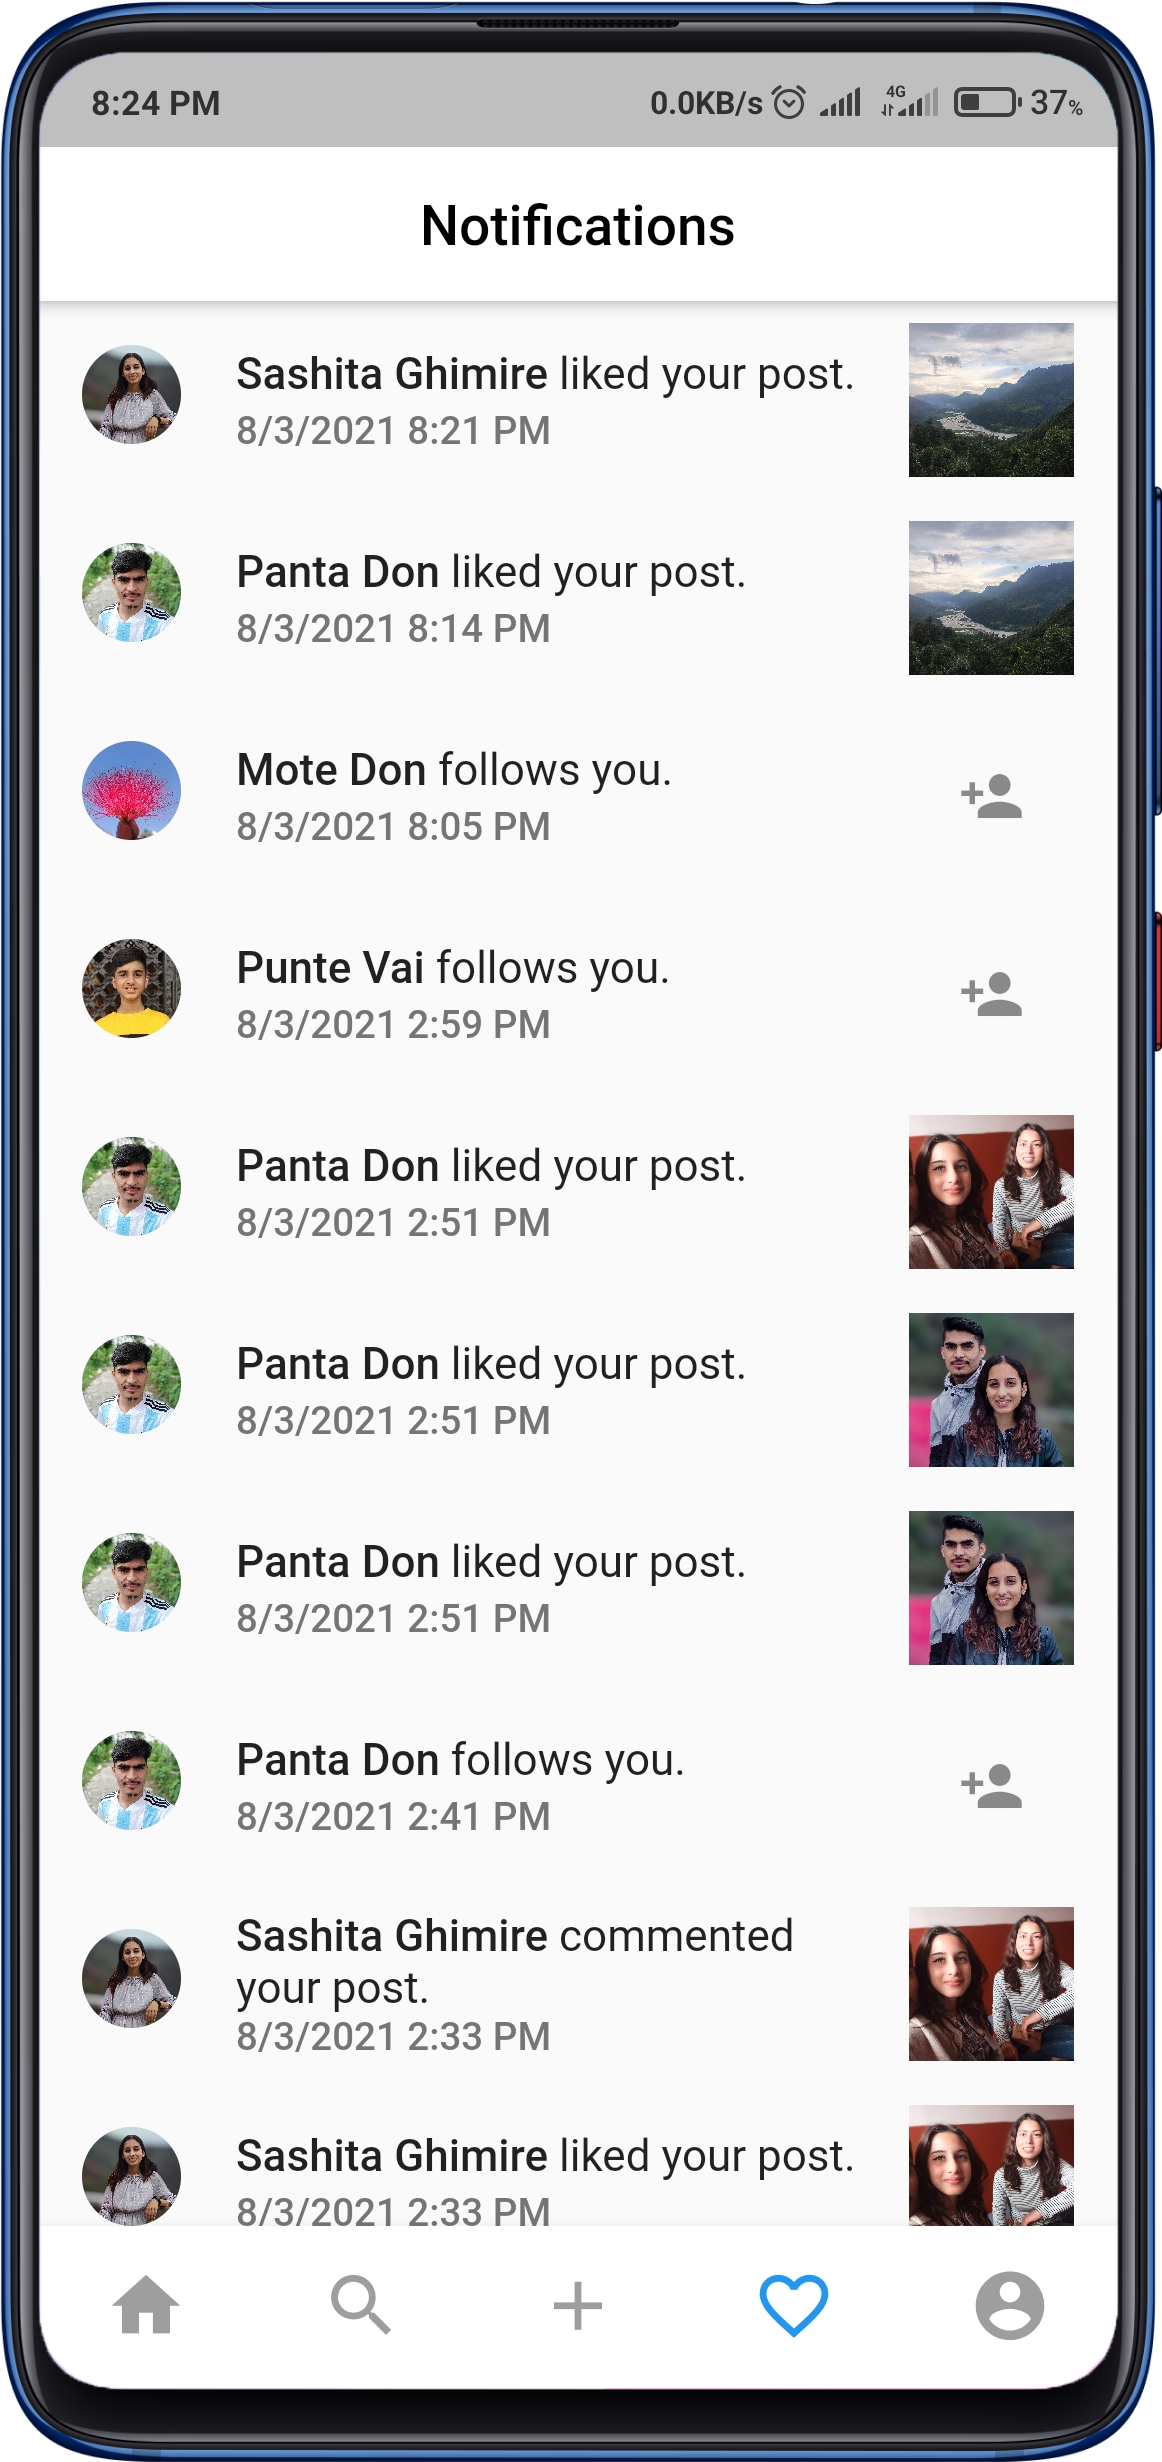 8:24 PM 0.0KB/s 4G 37%
Notifications
Sashita Ghimire liked your post.
8/3/2021 8:21 PM
Panta Don liked your post.
8/3/2021 8:14 PM
Mote Don follows you.
8/3/2021 8:05 PM
Punte Vai follows you.
8/3/2021 2:59 PM
Panta Don liked your post.
8/3/2021 2:51 PM
Panta Don liked your post.
8/3/2021 2:51 PM
Panta Don liked your post.
8/3/2021 2:51 PM
Panta Don follows you.
8/3/2021 2:41 PM
Sashita Ghimire commented
your post.
8/3/2021 2:33 PM
Sashita Ghimire liked your post.
8/3/2021 2:33 PM